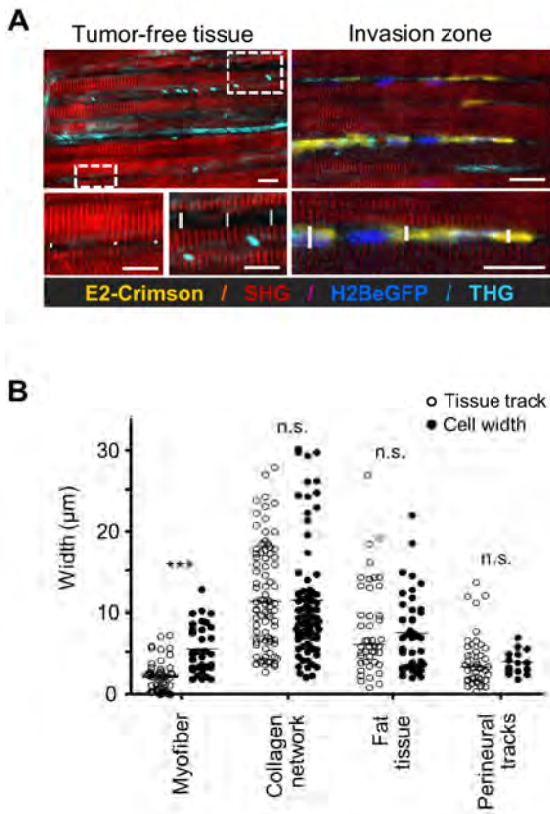 A
Tumor-free tissue
Invasion zone
E2-Crimson / SHG / H2BeGFP / THG
B
○ Tissue track
● Cell width
n.s.
n.s.
n.s.
***
Width (µm)
30
20
10
0
Myofiber
Collagen
network
Fat
tissue
Perineural
tracks